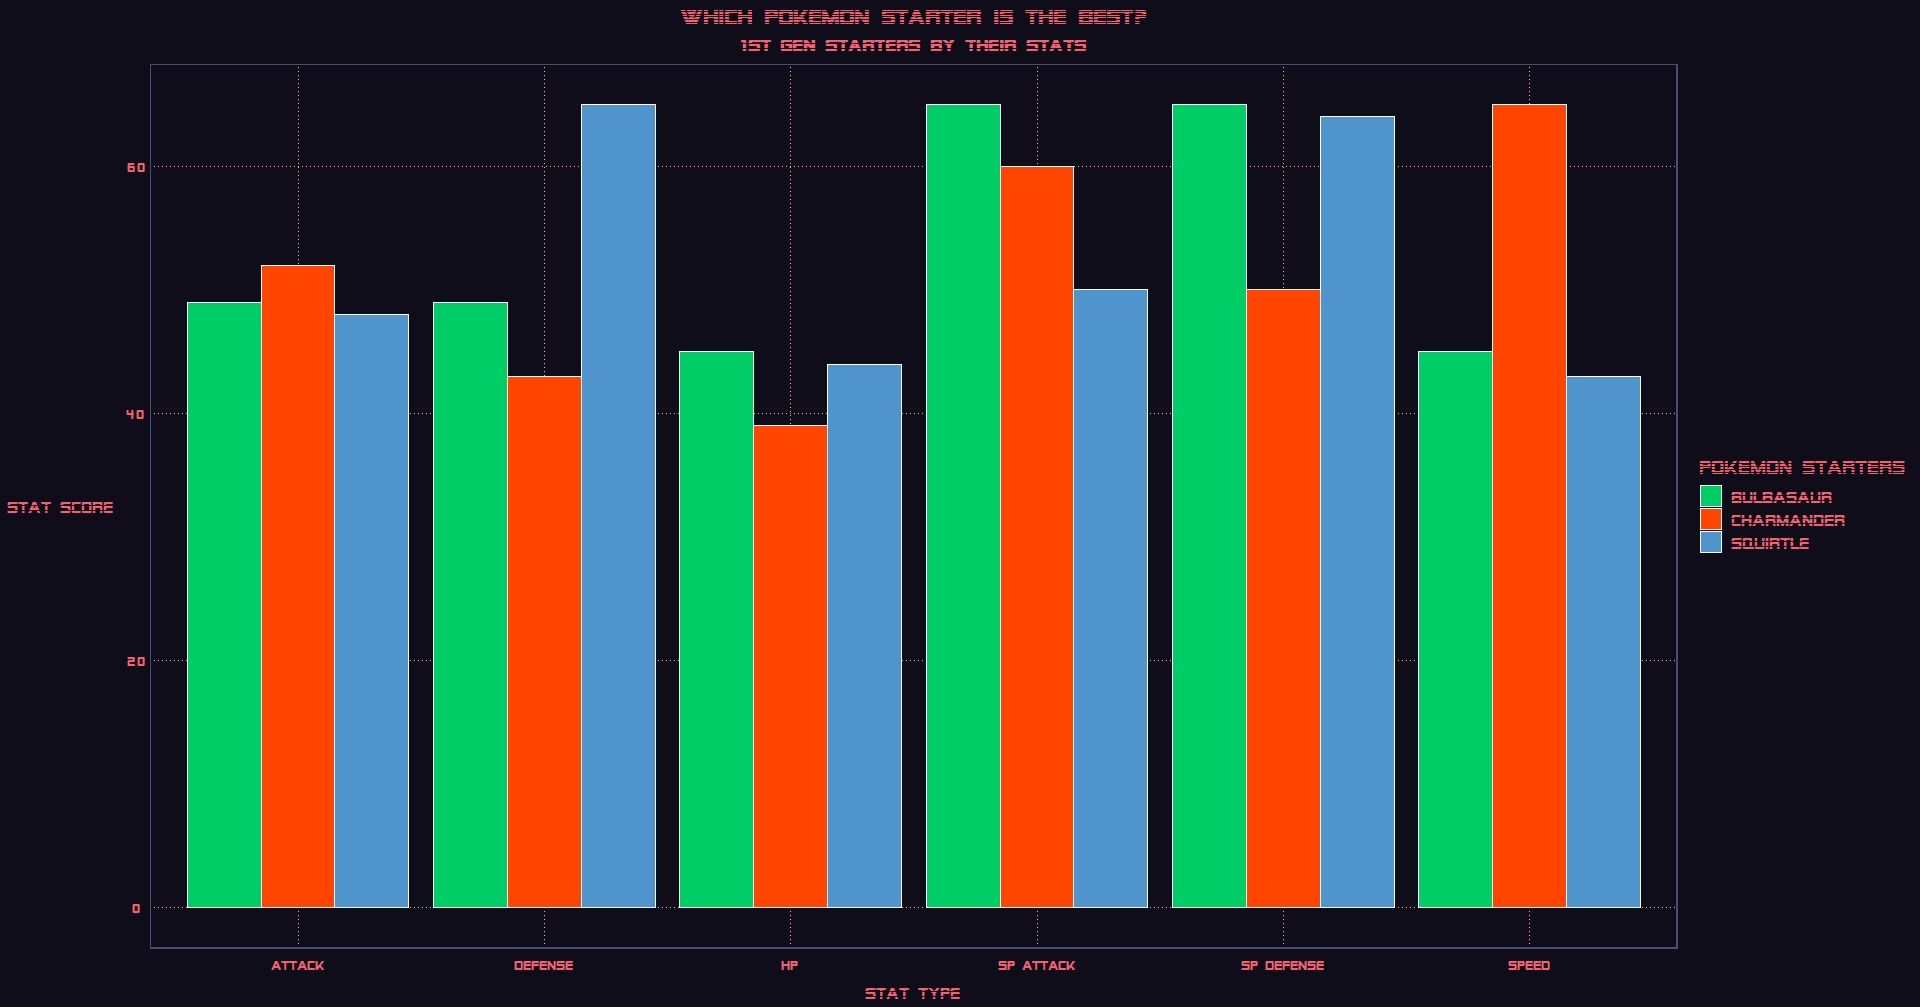 WHICH POKEMON STARTER IS THE BEST?
1ST GEN STARTERS BY THEIR STATS
60
40
20
0
STAT SCORE
ATTACK
DEFENSE
HP
SP ATTACK
SP DEFENSE
SPEED
STAT TYPE
POKEMON STARTERS
BULBASAUR
CHARMANDER
SQUIRTLE